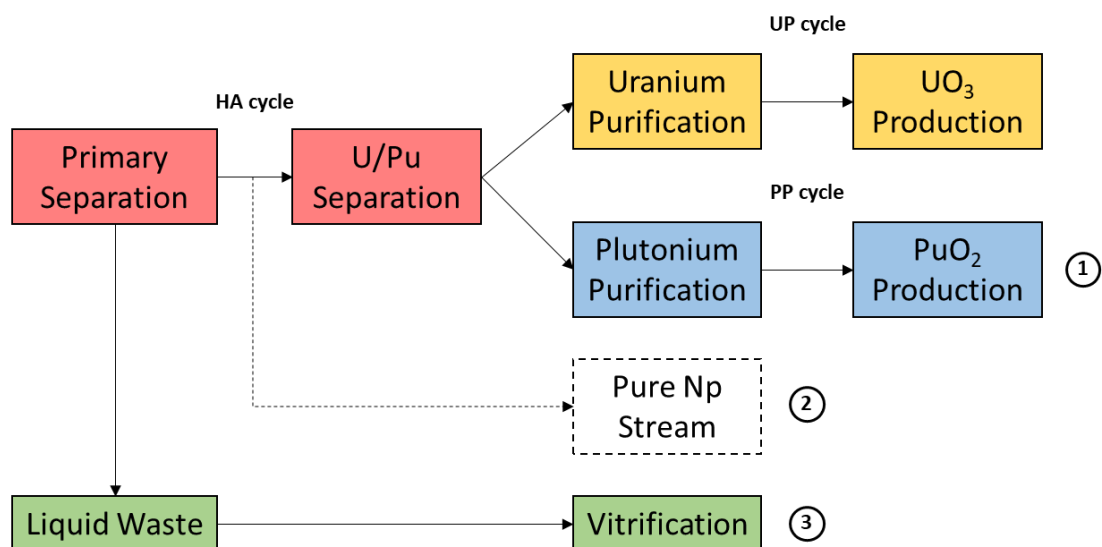 UP cycle
HA cycle
Uranium
Purification
UO₃
Production
Primary
Separation
U/Pu
Separation
PP cycle
Plutonium
Purification
PuO₂
Production
1
Pure Np
Stream
2
Liquid Waste
Vitrification
3